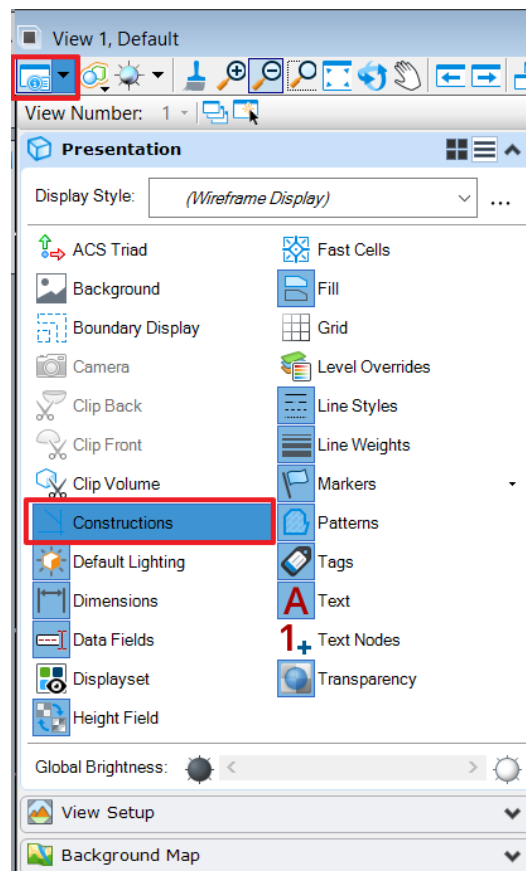 View 1, Default
View Number: 1
Presentation
Display Style: (Wireframe Display) ...
ACS Triad Fast Cells
Background Fill
Boundary Display Grid
Camera Level Overrides
Clip Back Line Styles
Clip Front Line Weights
Clip Volume Markers
Constructions Patterns
Default Lighting Tags
Dimensions Text
Data Fields Text Nodes
Displayset Transparency
Height Field
Global Brightness:
View Setup
Background Map